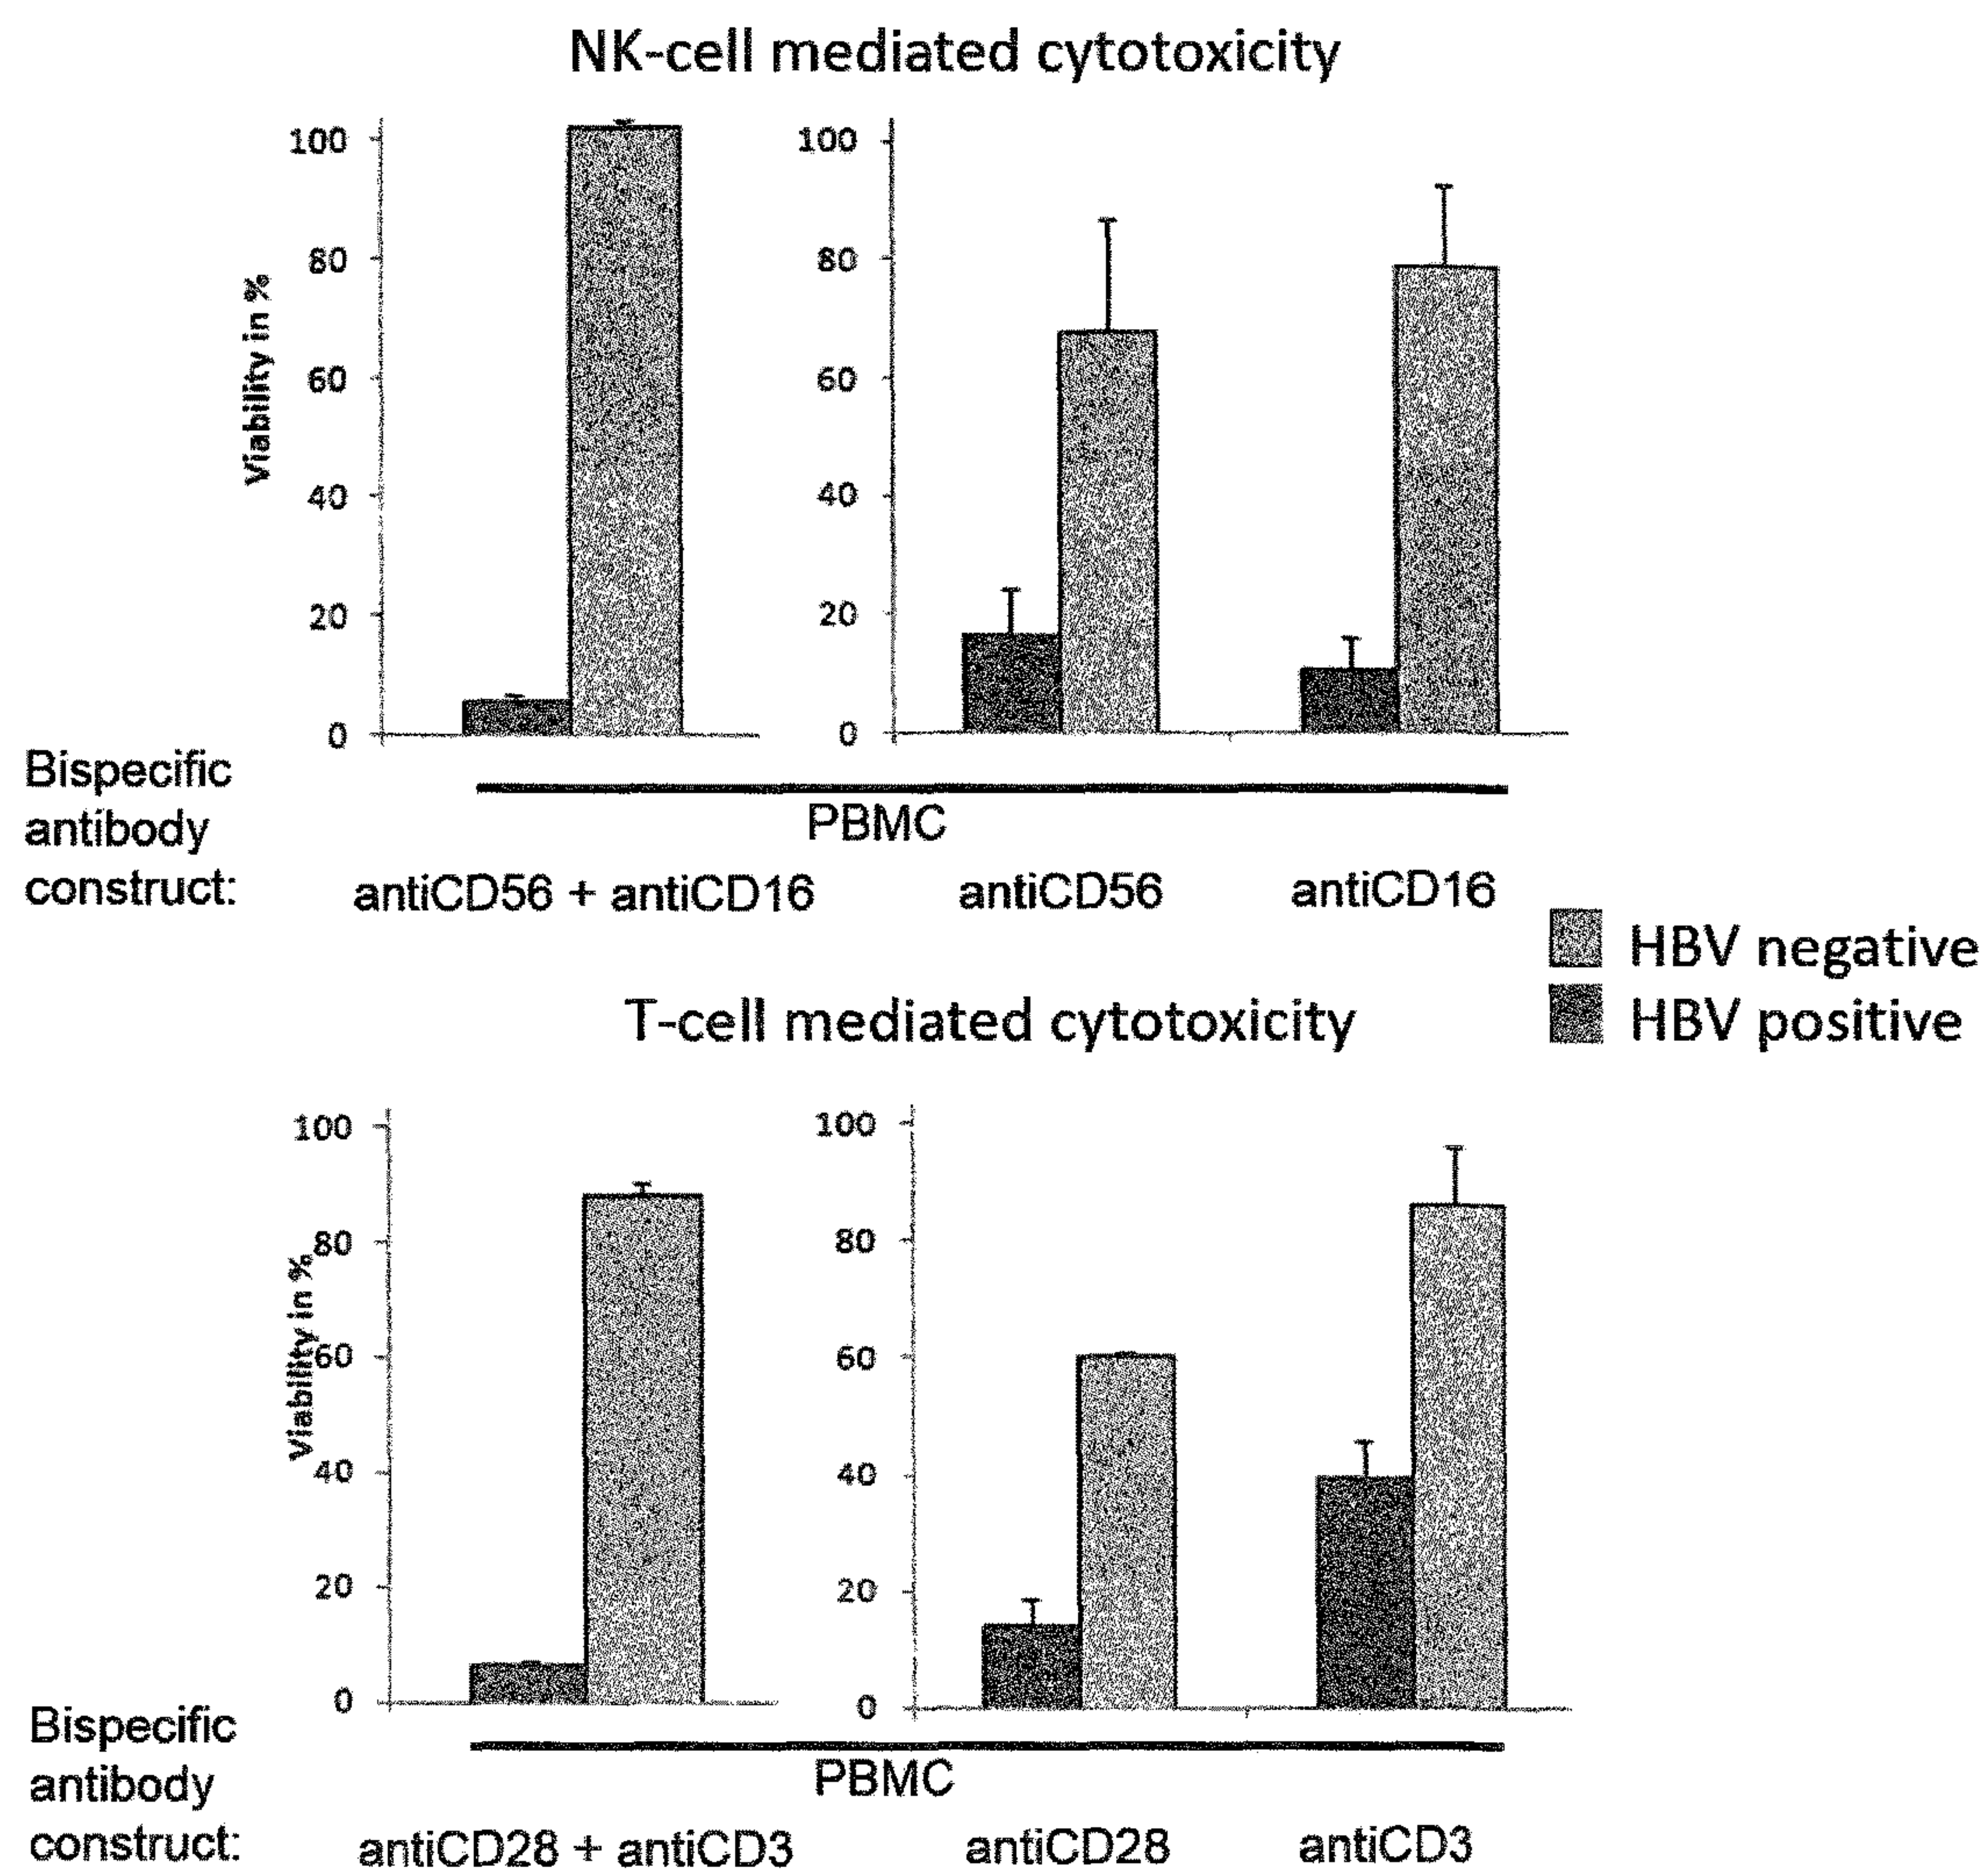 NK-cell mediated cytotoxicity
Viability in %
100
80
60
40
20
0
100
80
60
40
20
0
Bispecific
antibody
construct:
PBMC
antiCD56 + antiCD16
antiCD56
antiCD16
HBV negative
HBV positive
T-cell mediated cytotoxicity
Viability in %
100
80
60
40
20
0
100
80
60
40
20
0
Bispecific
antibody
construct:
PBMC
antiCD28 + antiCD3
antiCD28
antiCD3